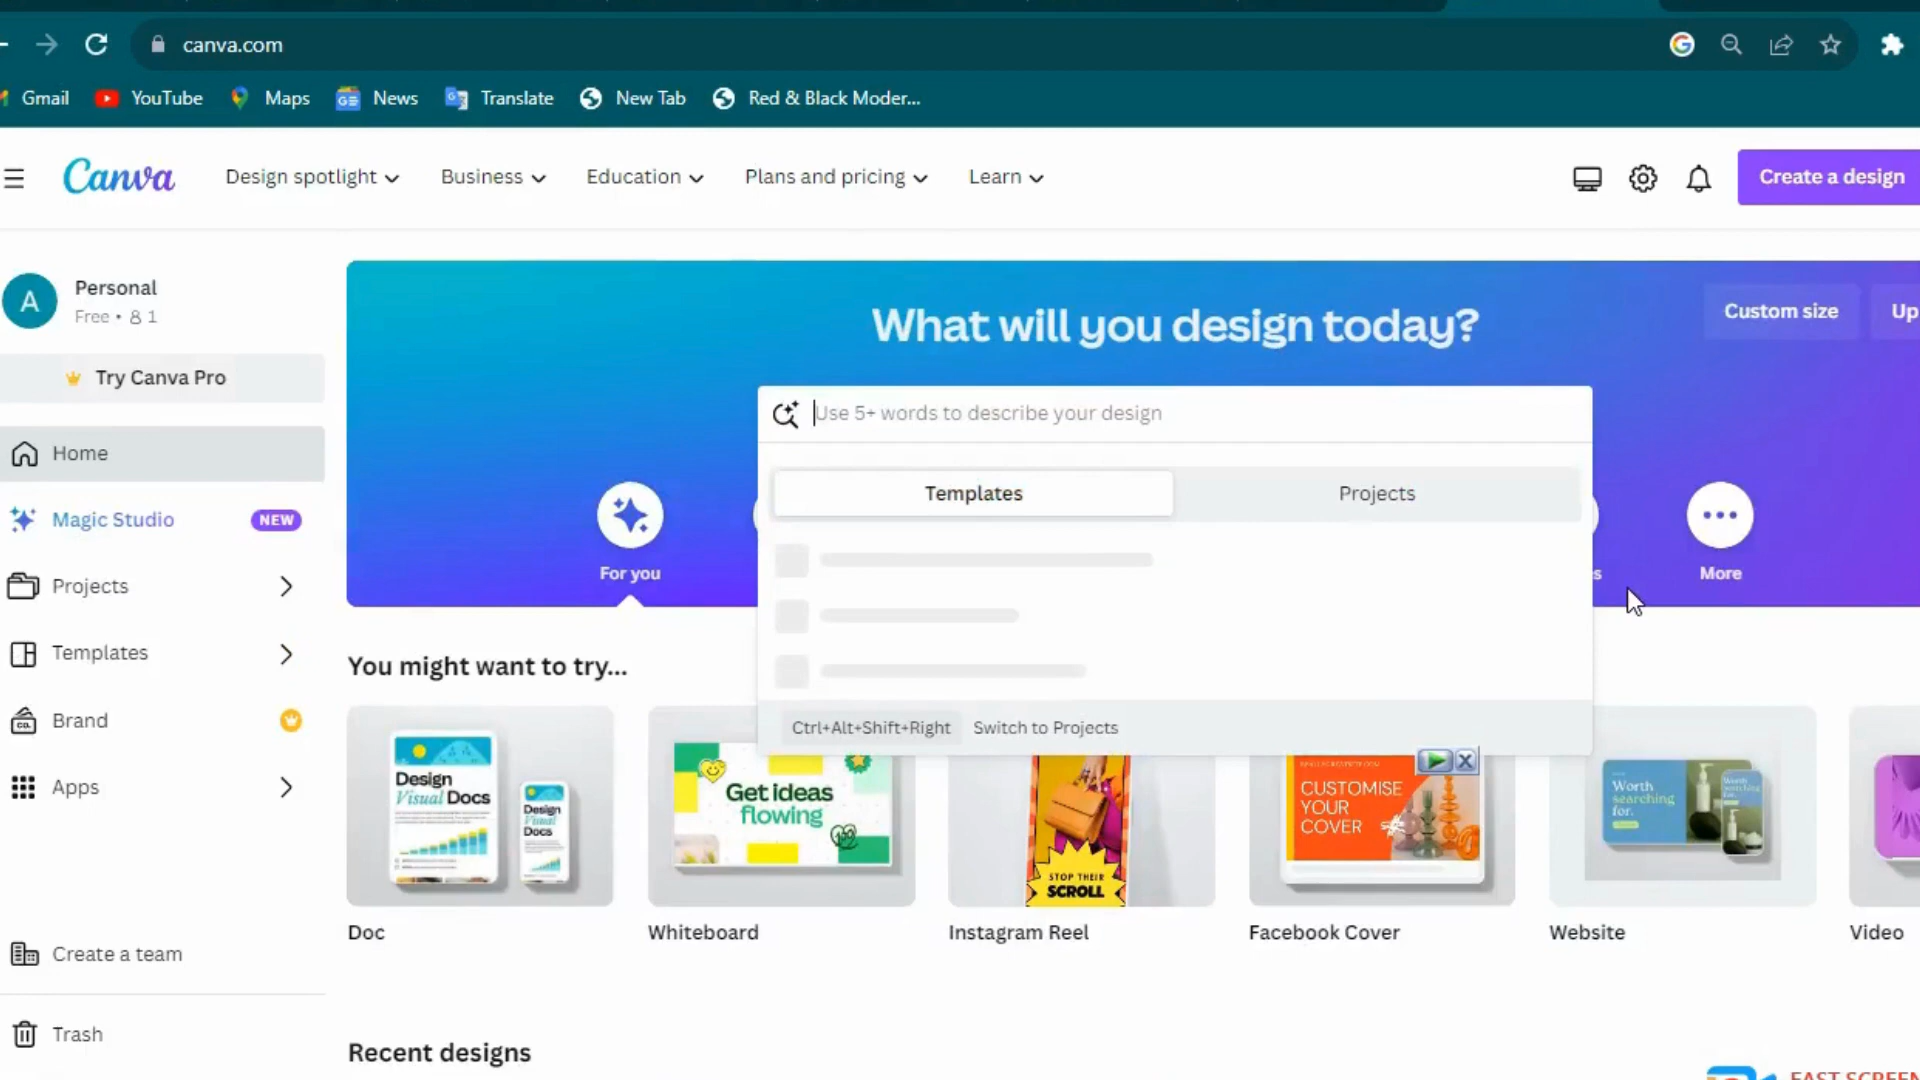 canva.com
Gmail YouTube Maps News Translate New Tab Red & Black Moder...
Canva Design spotlight Business Education Plans and pricing Learn Create a design
Personal
Free • 1
Try Canva Pro
Home
Magic Studio NEW
Projects
Templates
Brand
Apps
Create a team
Trash
What will you design today?
Custom size Up
Use 5+ words to describe your design
Templates Projects
For you
s
More
Ctrl+Alt+Shift+Right Switch to Projects
You might want to try...
Design
Visual Docs
Design
Visual
Docs
Get ideas
flowing
STOP THEIR
SCROLL
CUSTOMISE
YOUR
COVER
Worth
searching
for.
Doc
Whiteboard
Instagram Reel
Facebook Cover
Website
Video
Recent designs